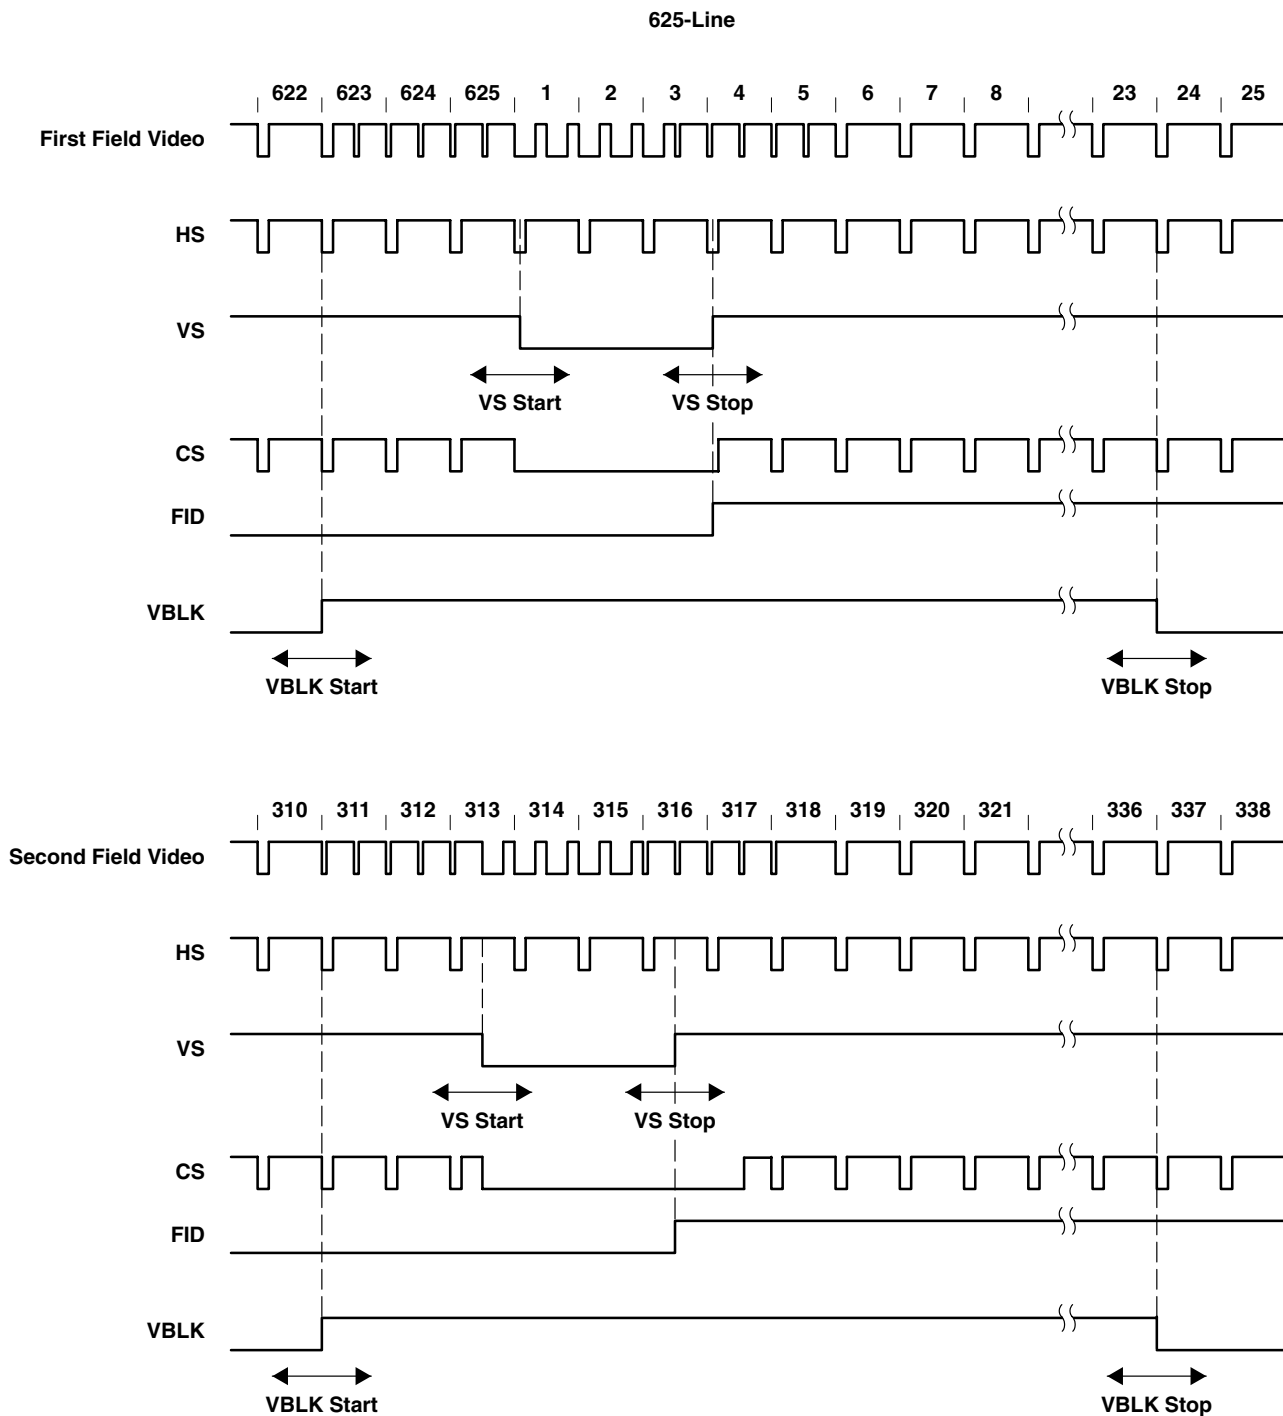 625-Line
622 623 624 625 1 2 3 4 5 6 7 8 23 24 25
First Field Video
HS
VS
VS Start VS Stop
CS
FID
VBLK
VBLK Start VBLK Stop
310 311 312 313 314 315 316 317 318 319 320 321 336 337 338
Second Field Video
HS
VS
VS Start VS Stop
CS
FID
VBLK
VBLK Start VBLK Stop